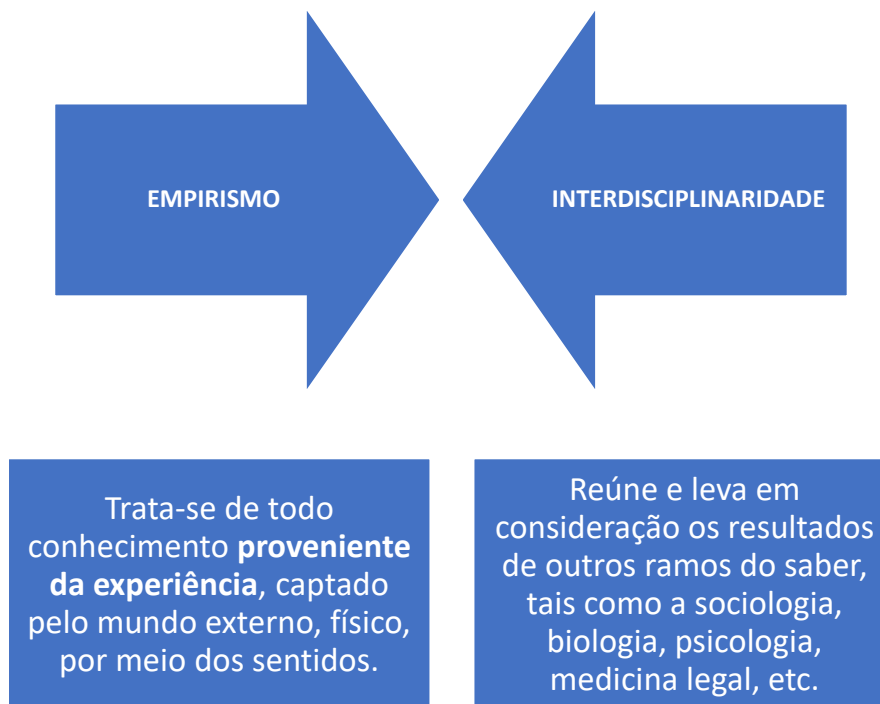 EMPIRISMO
INTERDISCIPLINARIDADE
Trata-se de todo
conhecimento proveniente
da experiência, captado
pelo mundo externo, físico,
por meio dos sentidos.
Reúne e leva em
consideração os resultados
de outros ramos do saber,
tais como a sociologia,
biologia, psicologia,
medicina legal, etc.